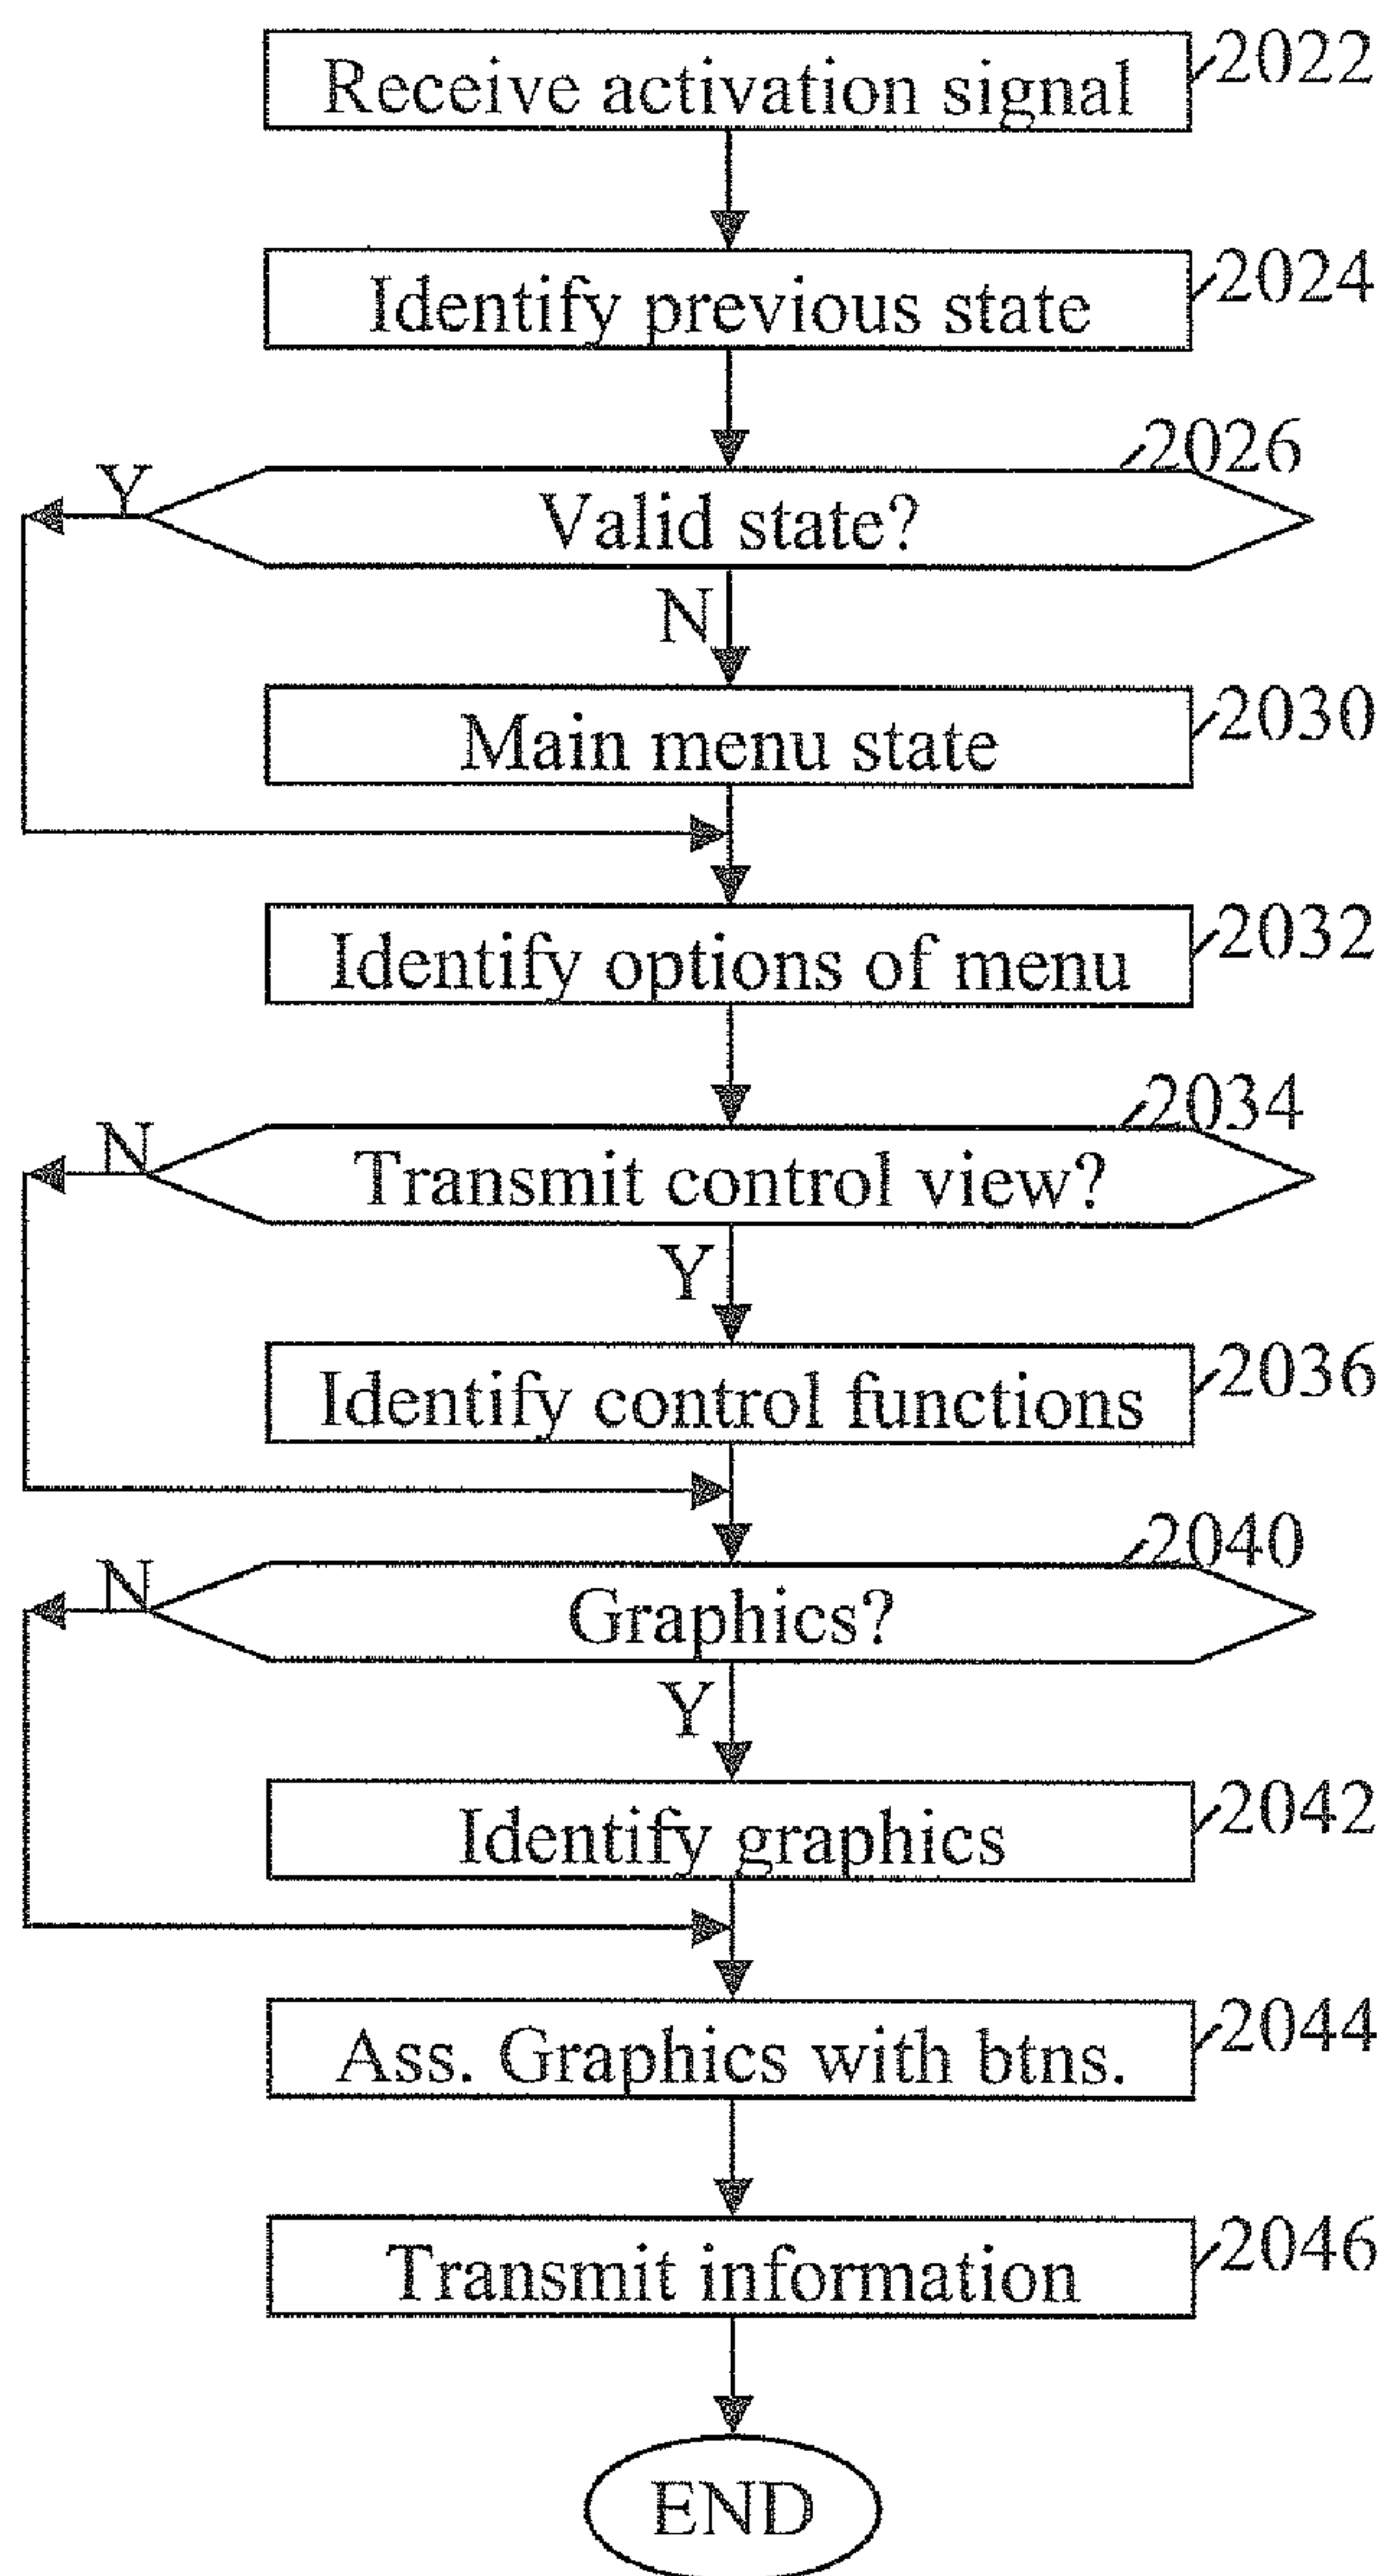 Receive activation signal 2022
Identify previous state 2024
2026
Y Valid state?
N
Main menu state 2030
Identify options of menu 2032
2034
N Transmit control view?
Y
Identify control functions 2036
2040
N Graphics?
Y
Identify graphics 2042
Ass. Graphics with btns. 2044
Transmit information 2046
END